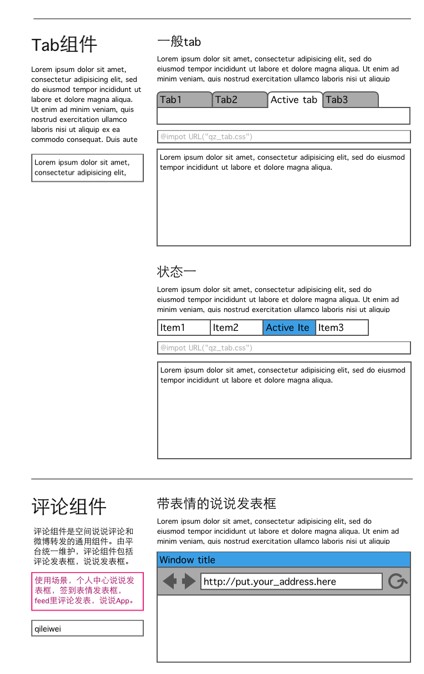 Tab组件
Lorem ipsum dolor sit amet,
consectetur adipisicing elit, sed
do eiusmod tempor incididunt ut
labore et dolore magna aliqua.
Ut enim ad minim veniam, quis
nostrud exercitation ullamco
laboris nisi ut aliquip ex ea
commodo consequat. Duis aute
Lorem ipsum dolor sit amet,
consectetur adipisicing elit,
一般tab
Lorem ipsum dolor sit amet, consectetur adipisicing elit, sed do
eiusmod tempor incididunt ut labore et dolore magna aliqua. Ut enim ad
minim veniam, quis nostrud exercitation ullamco laboris nisi ut aliquip
Tab1
Tab2
Active tab
Tab3
@impot URL("qz_tab.css")
Lorem ipsum dolor sit amet, consectetur adipisicing elit, sed do eiusmod
tempor incididunt ut labore et dolore magna aliqua.
状态一
Lorem ipsum dolor sit amet, consectetur adipisicing elit, sed do
eiusmod tempor incididunt ut labore et dolore magna aliqua. Ut enim ad
minim veniam, quis nostrud exercitation ullamco laboris nisi ut aliquip
Item1
Item2
Active Ite
Item3
@impot URL("qz_tab.css")
Lorem ipsum dolor sit amet, consectetur adipisicing elit, sed do eiusmod
tempor incididunt ut labore et dolore magna aliqua.
评论组件
评论组件是空间说说评论和
微博转发的通用组件。由平
台统一维护，评论组件包括
评论发表框，说说发表框。
使用场景，个人中心说说发
表框，签到表情发表框，
feed里评论发表，说说App。
qileiwei
带表情的说说发表框
Lorem ipsum dolor sit amet, consectetur adipisicing elit, sed do
eiusmod tempor incididunt ut labore et dolore magna aliqua. Ut enim ad
minim veniam, quis nostrud exercitation ullamco laboris nisi ut aliquip
Window title
http://put.your_address.here